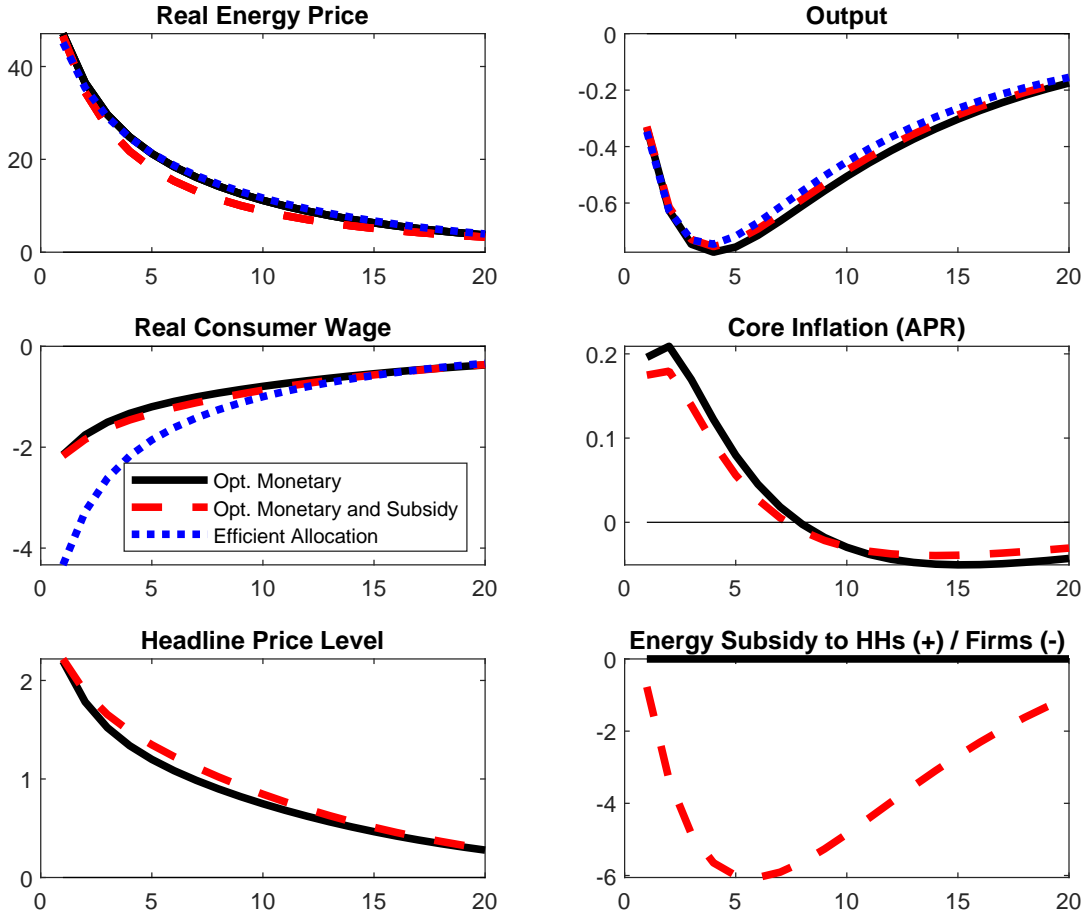 Real Energy Price
40
20
0
0 5 10 15 20
Output
0
-0.2
-0.4
-0.6
0 5 10 15 20
Real Consumer Wage
0
-2
-4
Opt. Monetary
Opt. Monetary and Subsidy
Efficient Allocation
0 5 10 15 20
Core Inflation (APR)
0.2
0.1
0
0 5 10 15 20
Headline Price Level
2
1
0
0 5 10 15 20
Energy Subsidy to HHs (+) / Firms (-)
0
-2
-4
-6
0 5 10 15 20